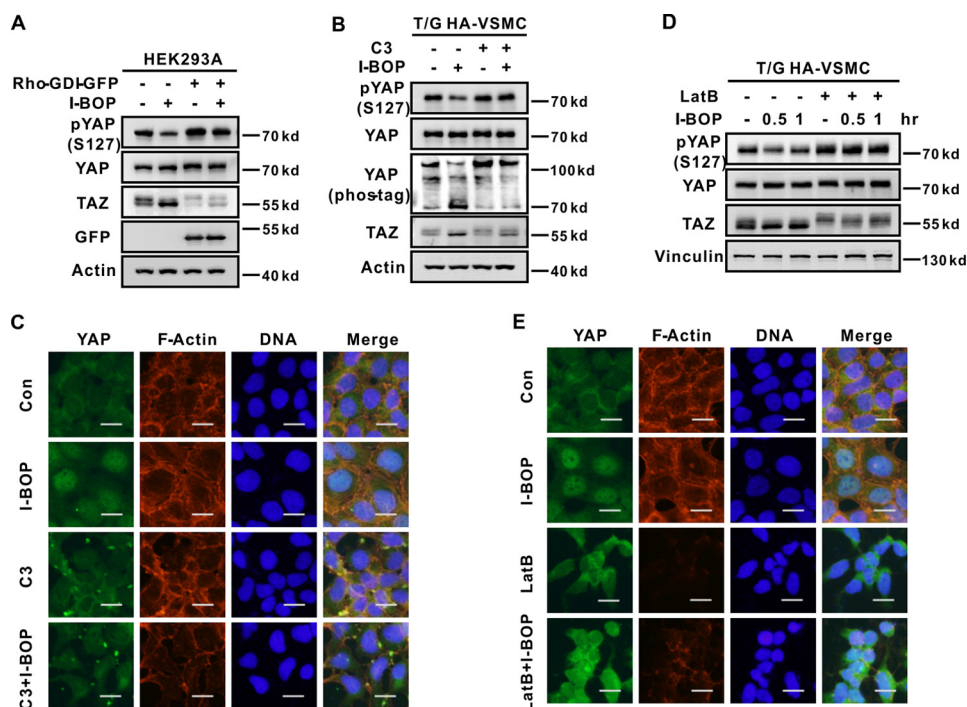 A
HEK293A
Rho-GDI-GFP - - + +
I-BOP - + - +
pYAP
(S127)
70 kd
YAP
70 kd
TAZ
55 kd
GFP
55 kd
Actin
40 kd
B
T/G HA-VSMC
C3 - - + +
I-BOP - + - +
pYAP
(S127)
70 kd
YAP
70 kd
YAP
(phos-tag)
100 kd
70 kd
TAZ
55 kd
Actin
40 kd
D
T/G HA-VSMC
LatB - - - + + +
I-BOP - 0.5 1 - 0.5 1 hr
pYAP
(S127)
70 kd
YAP
70 kd
TAZ
55 kd
Vinculin
130 kd
C
YAP F-Actin DNA Merge
Con
I-BOP
C3
C3+I-BOP
E
YAP F-Actin DNA Merge
Con
I-BOP
LatB
LatB+I-BOP